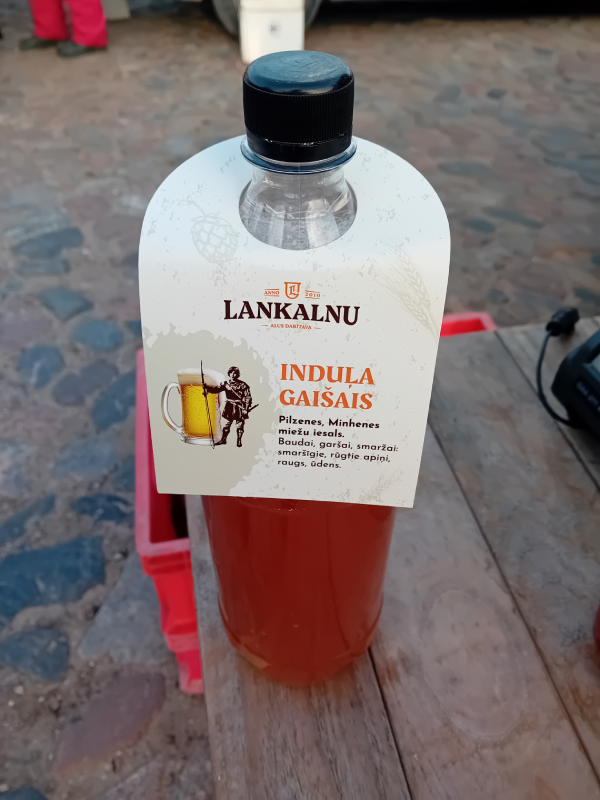 ANNO 2010
LANKALNU
ALUS DARĪTAVA
INDUĻA
GAIŠAIS
Pilzenes, Minhenes
miežu iesals.
Baudai, garšai, smaržai:
smaršīgie, rūgtie apiņi,
raugs, ūdens.